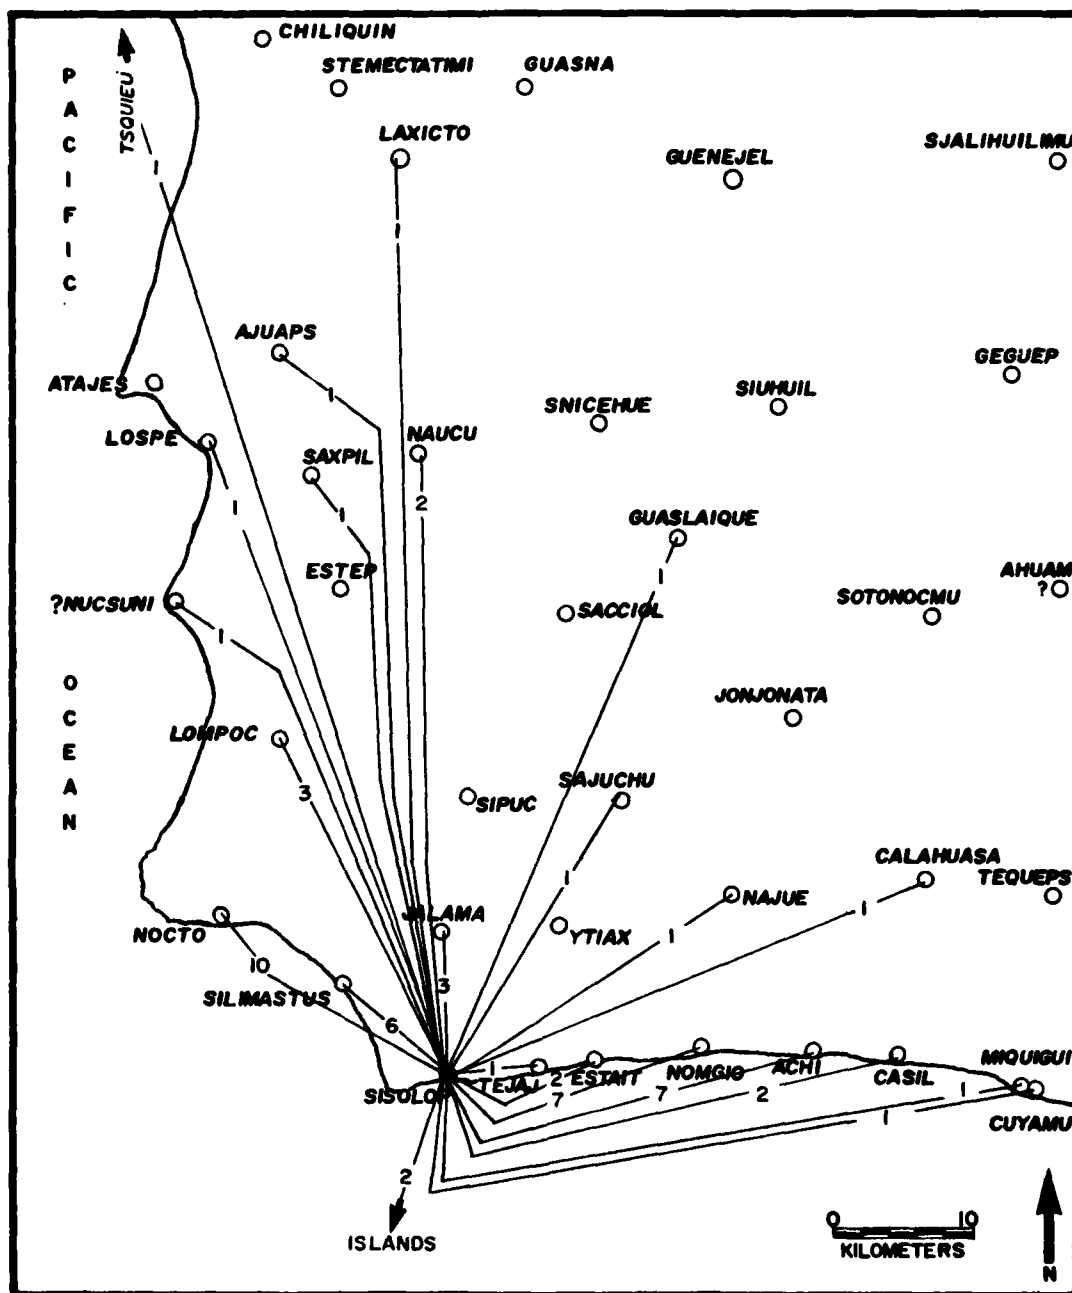 CHILIQUIN
TSQUIEU
STEMECTATIMI
GUASNA
PACIFIC
LAXICTO
SJALIHUILIMU
GUENEJEL
1
1
AJUAPS
GEGUEP
ATAJES
SIUHUIL
1
SNICEHUE
LOSPE
NAUCU
SAXPIL
2
1
1
GUASLAIQUE
ESTEP
1
AHUAM
?
?NUCSUNI
SOTONOCMU
SACCIOL
1
OCEAN
JONJONATA
LOMPOC
3
SAJUCHU
SIPUC
CALAHUASA
1
TEQUEPS
NAJUE
JALAMA
1
NOCTO
YTIAX
1
10
3
SILIMASTUS
6
1
MIQUIGUI
TEJAJ
2
ESTAIT
NOMGIO
ACHI
CASIL
SISOLOP
7
7
2
1
1
CUYAMU
2
ISLANDS
0 10
KILOMETERS
N